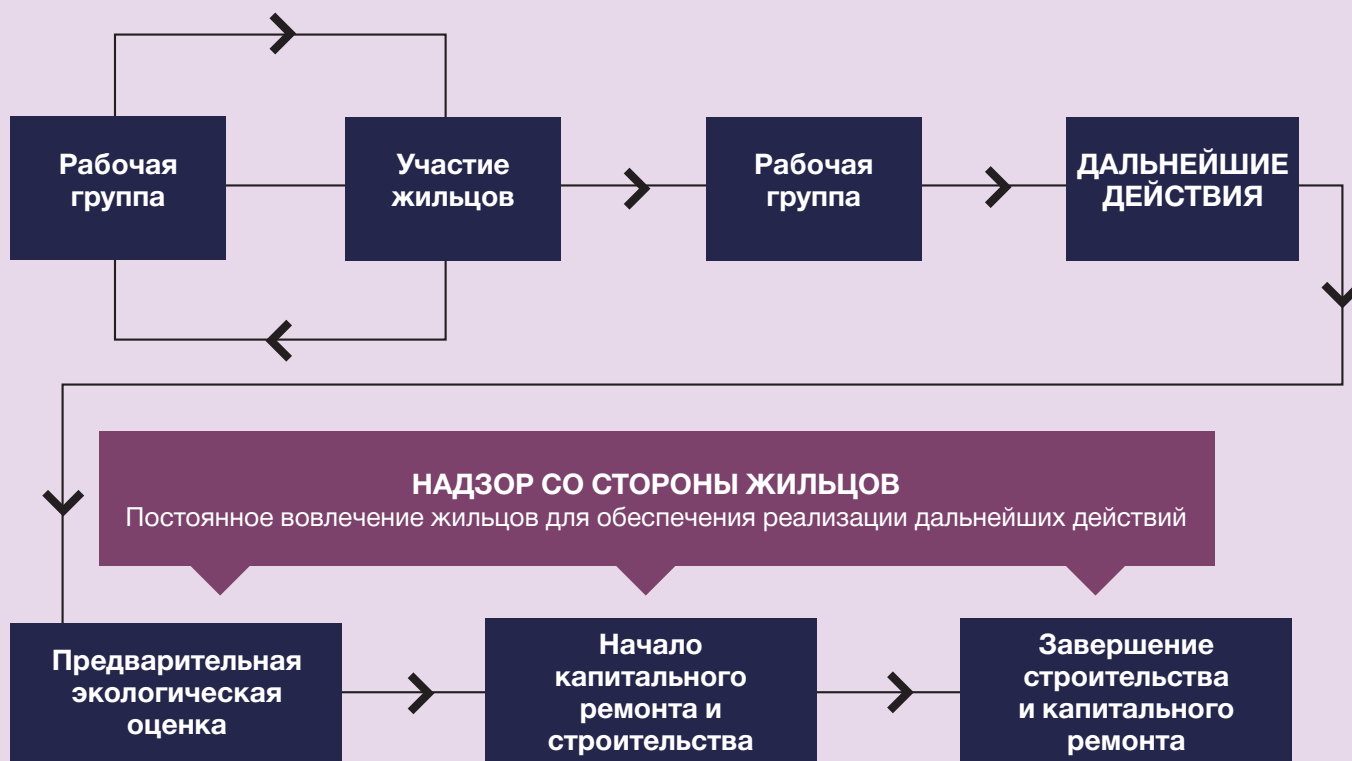 Рабочая
группа
Участие
жильцов
Рабочая
группа
ДАЛЬНЕЙШИЕ
ДЕЙСТВИЯ
НАДЗОР СО СТОРОНЫ ЖИЛЬЦОВ
Постоянное вовлечение жильцов для обеспечения реализации дальнейших действий
Предварительная
экологическая
оценка
Начало
капитального
ремонта и
строительства
Завершение
строительства
и капитального
ремонта